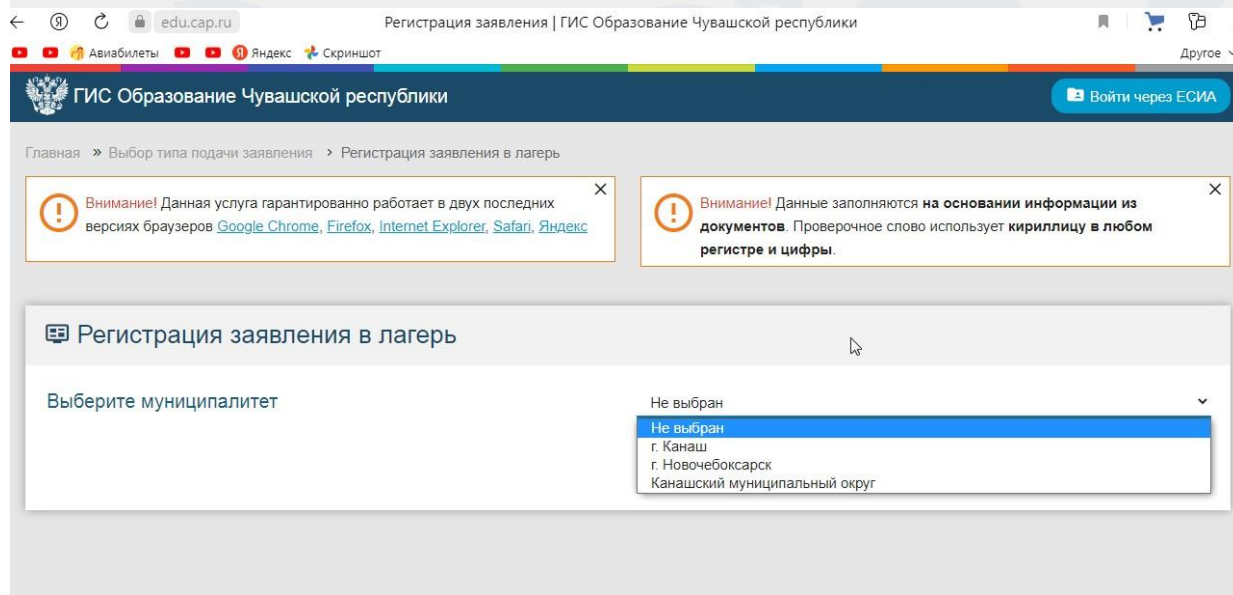 edu.cap.ru
Регистрация заявления | ГИС Образование Чувашской республики
Авиабилеты
Яндекс
Скриншот
Другое
ГИС Образование Чувашской республики
Войти через ЕСИА
Главная » Выбор типа подачи заявления > Регистрация заявления в лагерь
Внимание! Данная услуга гарантированно работает в двух последних
версиях браузеров Google Chrome, Firefox, Internet Explorer, Safari, Яндекс
Внимание! Данные заполняются на основании информации из
документов. Проверочное слово использует кириллицу в любом
регистре и цифры.
Регистрация заявления в лагерь
Выберите муниципалитет
Не выбран
Не выбран
г. Канаш
г. Новочебоксарск
Канашский муниципальный округ